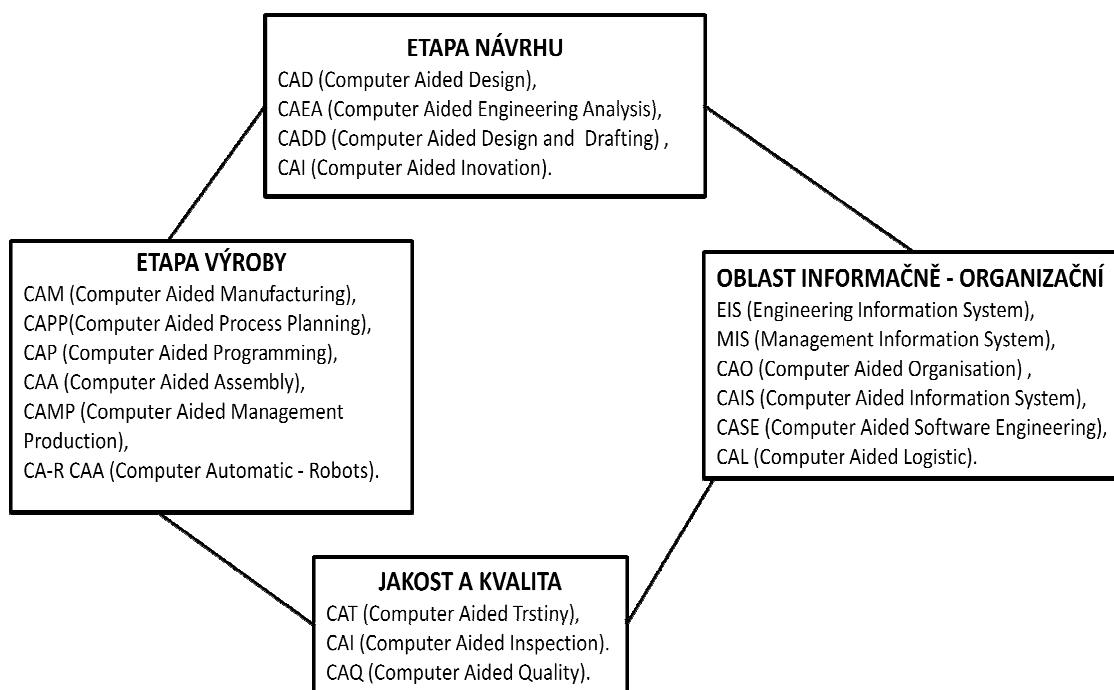 ETAPA NÁVRHU
CAD (Computer Aided Design),
CAEA (Computer Aided Engineering Analysis),
CADD (Computer Aided Design and Drafting) ,
CAI (Computer Aided Inovation).
ETAPA VÝROBY
CAM (Computer Aided Manufacturing),
CAPP(Computer Aided Process Planning),
CAP (Computer Aided Programming),
CAA (Computer Aided Assembly),
CAMP (Computer Aided Management
Production),
CA-R CAA (Computer Automatic - Robots).
OBLAST INFORMAČNĚ - ORGANIZAČNÍ
EIS (Engineering Information System),
MIS (Management Information System),
CAO (Computer Aided Organisation) ,
CAIS (Computer Aided Information System),
CASE (Computer Aided Software Engineering),
CAL (Computer Aided Logistic).
JAKOST A KVALITA
CAT (Computer Aided Trstiny),
CAI (Computer Aided Inspection).
CAQ (Computer Aided Quality).